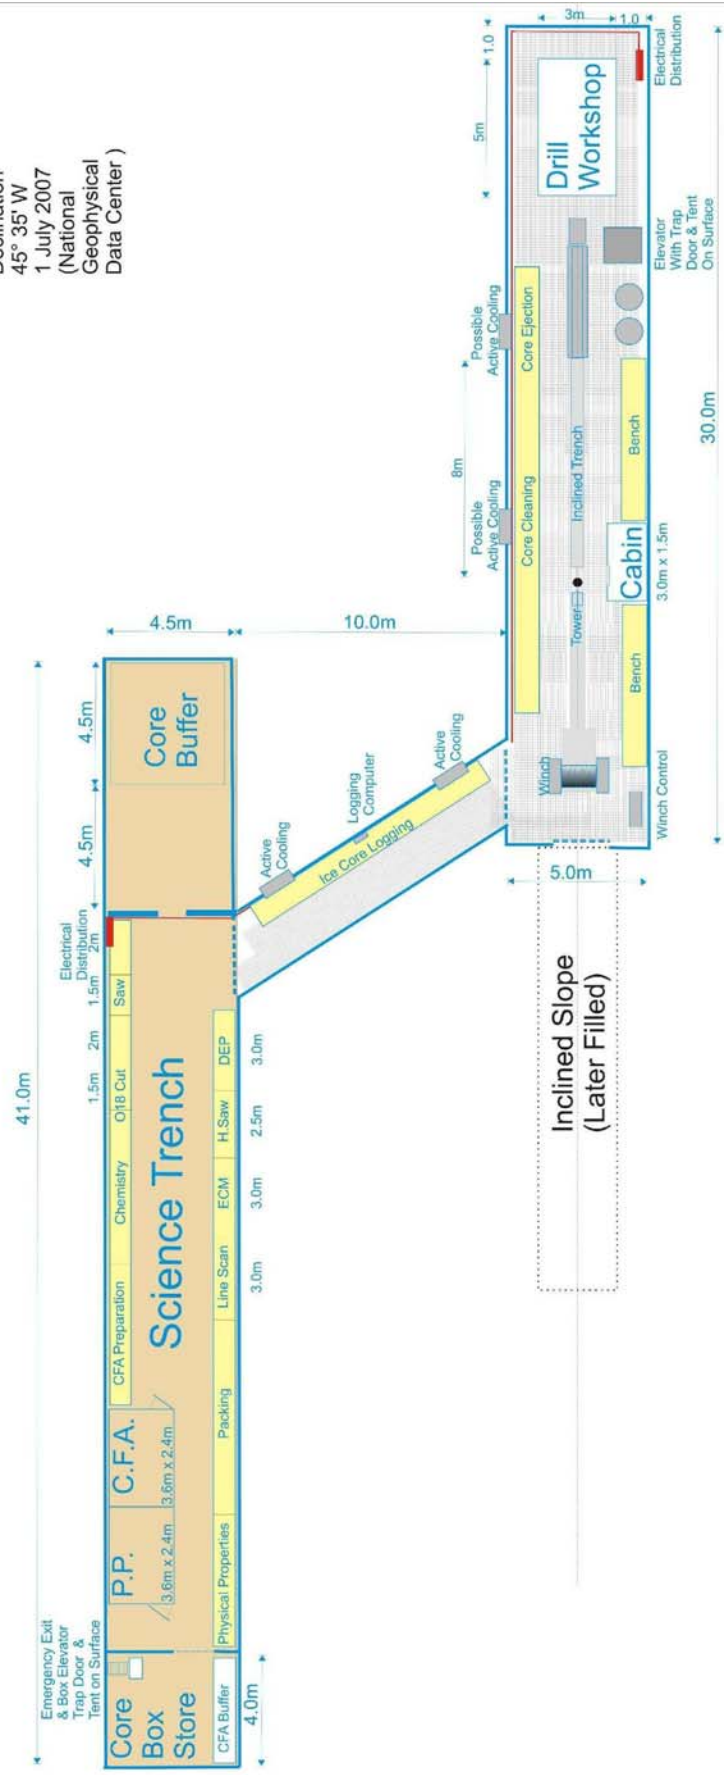 45° 35' W
1 July 2007
(National
Geophysical
Data Center )
41.0m
4.5m
4.5m
4.5m
10.0m
Emergency Exit
& Box Elevator
Trap Door &
Tent on Surface
Core
Box
Store
CFA Buffer
4.0m
P.P.
3.6m x 2.4m
C.F.A.
3.6m x 2.4m
CFA Preparation
Chemistry
O18 Cut
Saw
1.5m
2m
1.5m
2m
Electrical
Distribution
Science Trench
Physical Properties
Packing
Line Scan
ECM
H.Saw
DEP
3.0m
3.0m
2.5m
3.0m
Core
Buffer
Active
Cooling
Logging
Computer
Active
Cooling
Ice Core Logging
Possible
Active Cooling
8m
Possible
Active Cooling
5m
1.0
3m
1.0
Core Cleaning
Core Ejection
Winch
Tower
Inclined Trench
Drill
Workshop
Bench
Cabin
Bench
Winch Control
3.0m x 1.5m
Elevator
With Trap
Door & Tent
On Surface
Electrical
Distribution
30.0m
5.0m
Inclined Slope
(Later Filled)